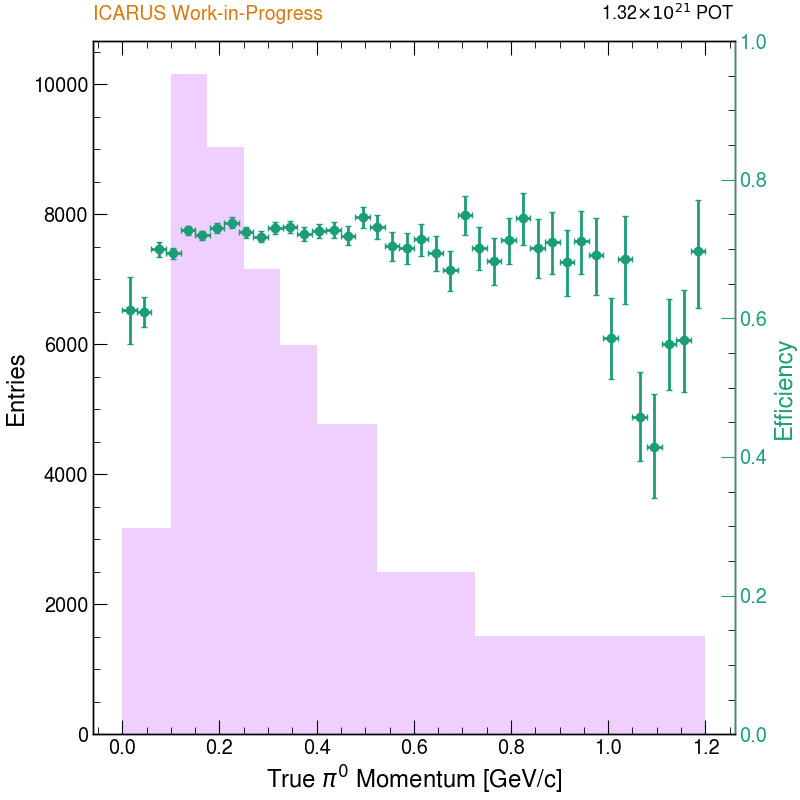 ICARUS Work-in-Progress
1.32×10²¹ POT
10000
8000
6000
4000
2000
0
Entries
1.0
0.8
0.6
0.4
0.2
0.0
Efficiency
0.0 0.2 0.4 0.6 0.8 1.0 1.2
True π⁰ Momentum [GeV/c]